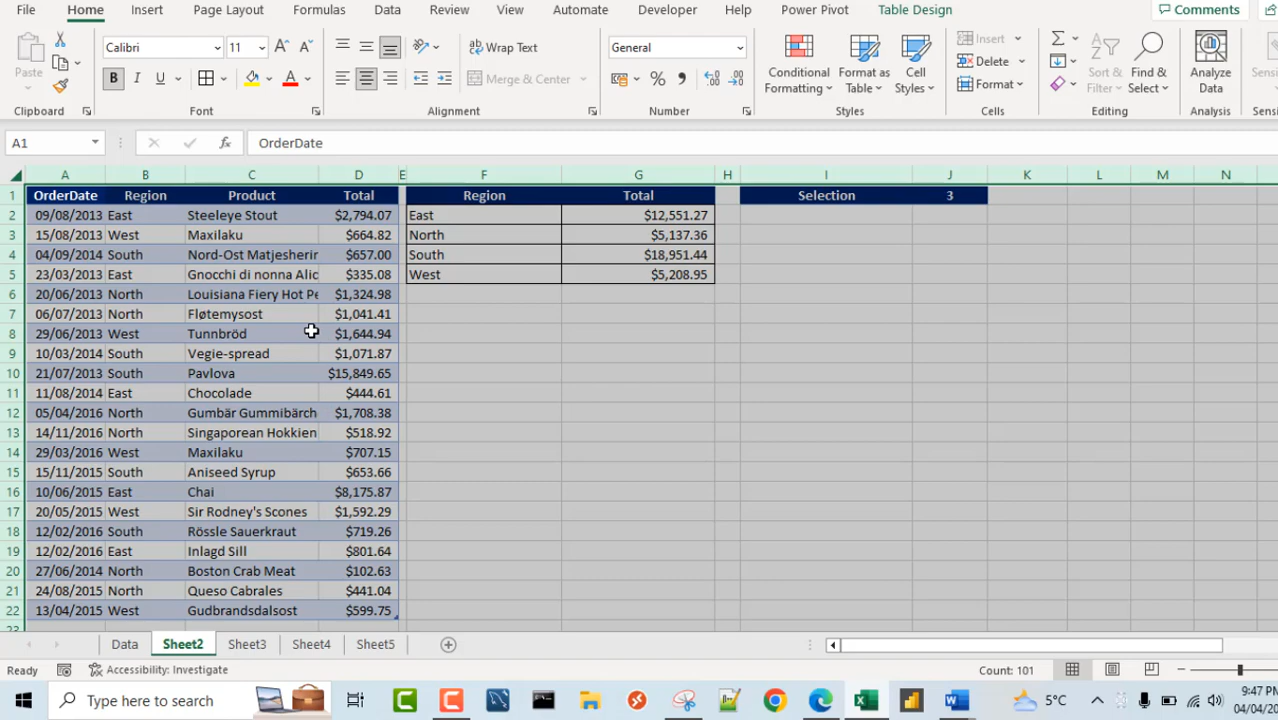 File Home Insert Page Layout Formulas Data Review View Automate Developer Help Power Pivot Table Design Comments
Paste
Clipboard
Calibri 11
B I U
Font
Wrap Text
Merge & Center
Alignment
General
Number
Conditional Formatting
Format as Table
Cell Styles
Styles
Insert
Delete
Format
Cells
Sort & Filter
Find & Select
Editing
Analyze Data
Analysis
Sensi
Sensi
A1 fx OrderDate
A B C D E F G H I J K L M N
1 OrderDate Region Product Total Region Total Selection 3
2 09/08/2013 East Steeleye Stout $2,794.07 East $12,551.27
3 15/08/2013 West Maxilaku $664.82 North $5,137.36
4 04/09/2014 South Nord-Ost Matjesherin $657.00 South $18,951.44
5 23/03/2013 East Gnocchi di nonna Alic $335.08 West $5,208.95
6 20/06/2013 North Louisiana Fiery Hot Pe $1,324.98
7 06/07/2013 North Fløtemysost $1,041.41
8 29/06/2013 West Tunnbröd $1,644.94
9 10/03/2014 South Vegie-spread $1,071.87
10 21/07/2013 South Pavlova $15,849.65
11 11/08/2014 East Chocolade $444.61
12 05/04/2016 North Gumbär Gummibärch $1,708.38
13 14/11/2016 North Singaporean Hokkien $518.92
14 29/03/2016 West Maxilaku $707.15
15 15/11/2015 South Aniseed Syrup $653.66
16 10/06/2015 East Chai $8,175.87
17 20/05/2015 West Sir Rodney's Scones $1,592.29
18 12/02/2016 South Rössle Sauerkraut $719.26
19 12/02/2016 East Inlagd Sill $801.64
20 27/06/2014 North Boston Crab Meat $102.63
21 24/08/2015 North Queso Cabrales $441.04
22 13/04/2015 West Gudbrandsdalsost $599.75
23
Data Sheet2 Sheet3 Sheet4 Sheet5
Ready Accessibility: Investigate Count: 101
Type here to search 5°C 9:47 P
04/04/20